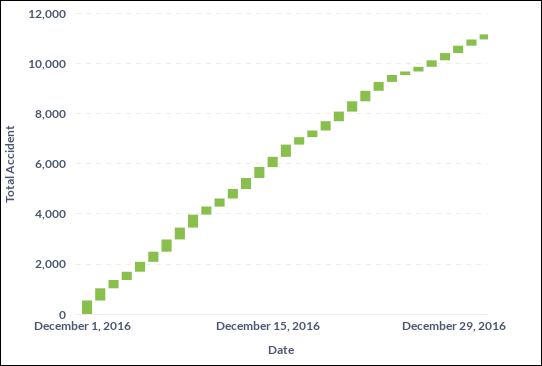 12,000
10,000
8,000
6,000
4,000
2,000
0
Total Accident
December 1, 2016
December 15, 2016
December 29, 2016
Date